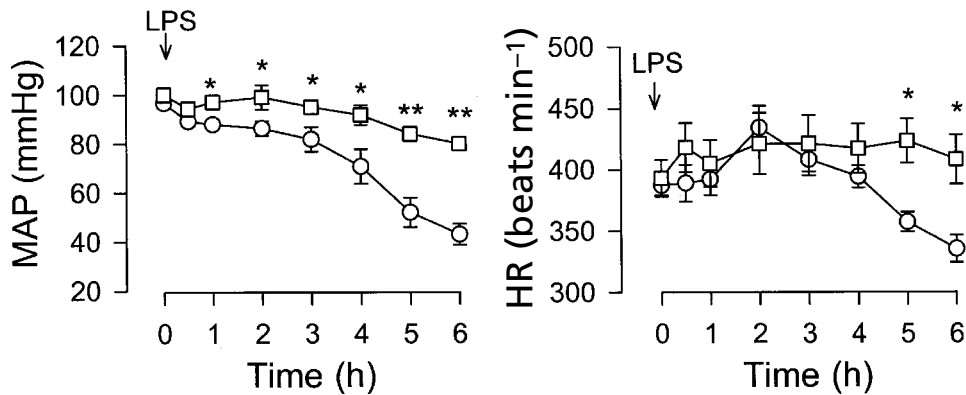 LPS
120
100
80
60
40
20
MAP (mmHg)
* * * * ** **
0 1 2 3 4 5 6
Time (h)
LPS
500
450
400
350
300
HR (beats min⁻¹)
* *
0 1 2 3 4 5 6
Time (h)